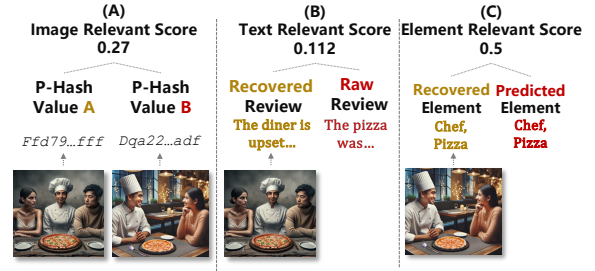 (A)
Image Relevant Score
0.27
P-Hash
Value A
P-Hash
Value B
Ffd79...fff
Dqa22...adf
(B)
Text Relevant Score
0.112
Recovered
Review
The diner is
upset...
Raw
Review
The pizza
was...
(C)
Element Relevant Score
0.5
Recovered
Element
Chef,
Pizza
Predicted
Element
Chef,
Pizza